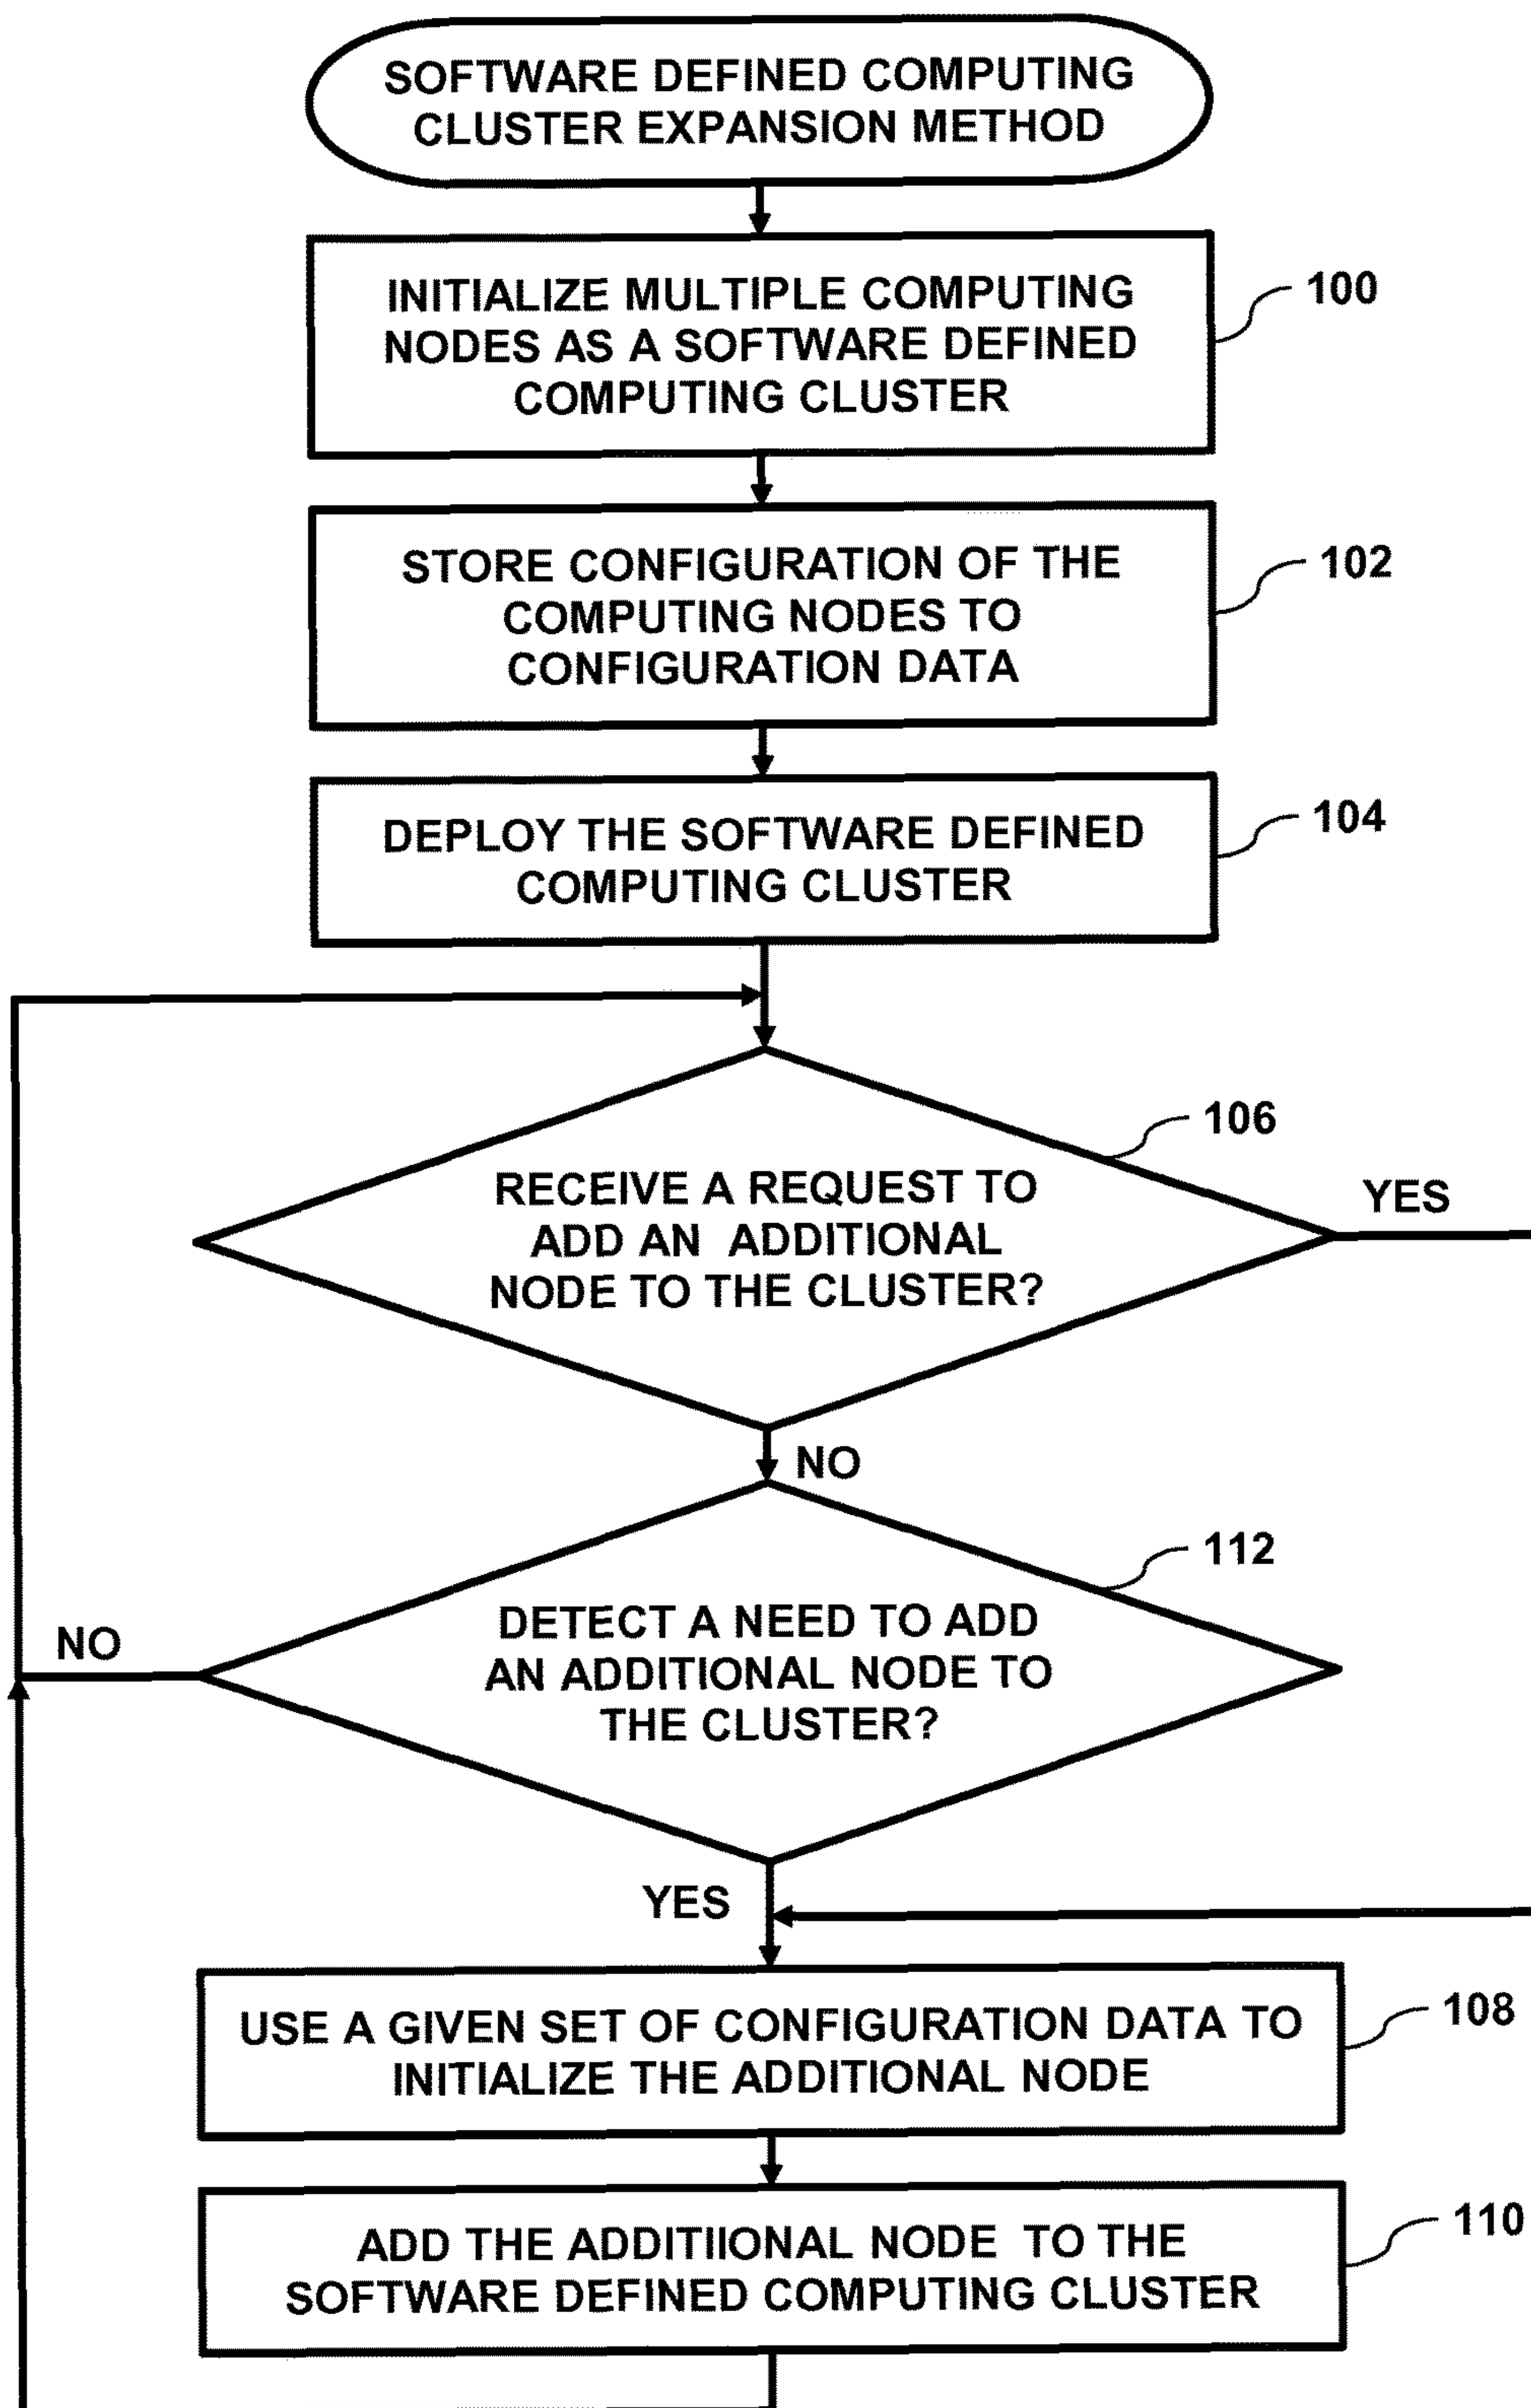 SOFTWARE DEFINED COMPUTING
CLUSTER EXPANSION METHOD
INITIALIZE MULTIPLE COMPUTING
NODES AS A SOFTWARE DEFINED
COMPUTING CLUSTER
100
STORE CONFIGURATION OF THE
COMPUTING NODES TO
CONFIGURATION DATA
102
DEPLOY THE SOFTWARE DEFINED
COMPUTING CLUSTER
104
106
RECEIVE A REQUEST TO
ADD AN ADDITIONAL
NODE TO THE CLUSTER?
YES
NO
112
DETECT A NEED TO ADD
AN ADDITIONAL NODE TO
THE CLUSTER?
NO
YES
USE A GIVEN SET OF CONFIGURATION DATA TO
INITIALIZE THE ADDITIONAL NODE
108
ADD THE ADDITIIONAL NODE TO THE
SOFTWARE DEFINED COMPUTING CLUSTER
110